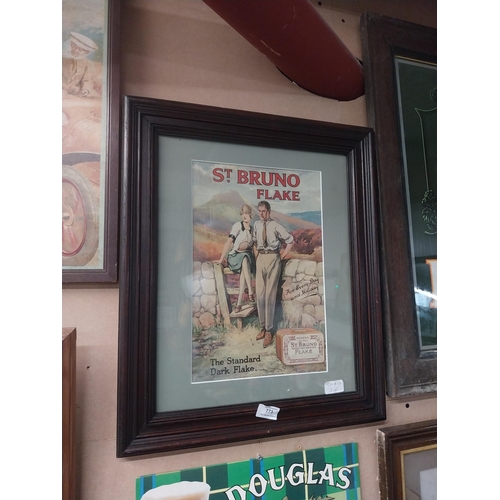 ST BRUNO
FLAKE
ST BRUNO
FLAKE
The Standard
Dark Flake.
DOUGLAS